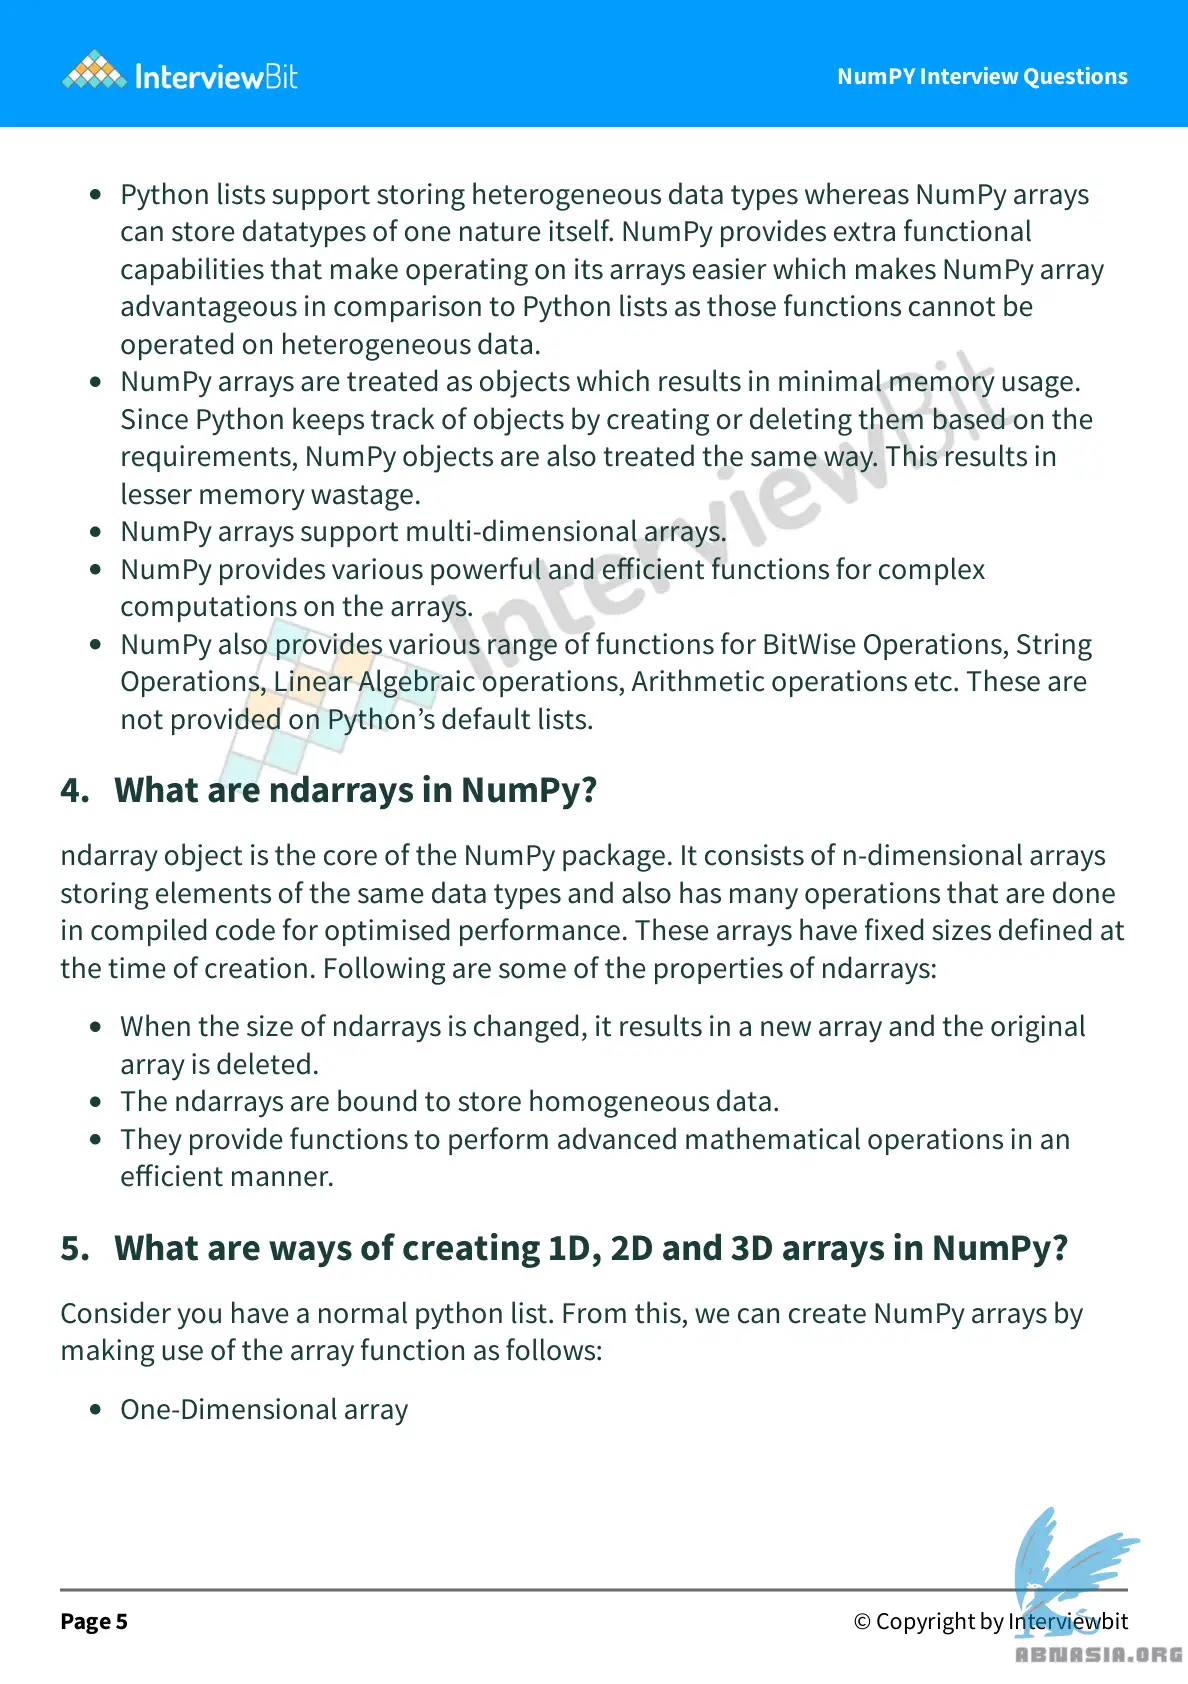 InterviewBit
NumPY Interview Questions
• Python lists support storing heterogeneous data types whereas NumPy arrays
can store datatypes of one nature itself. NumPy provides extra functional
capabilities that make operating on its arrays easier which makes NumPy array
advantageous in comparison to Python lists as those functions cannot be
operated on heterogeneous data.
• NumPy arrays are treated as objects which results in minimal memory usage.
Since Python keeps track of objects by creating or deleting them based on the
requirements, NumPy objects are also treated the same way. This results in
lesser memory wastage.
• NumPy arrays support multi-dimensional arrays.
• NumPy provides various powerful and efficient functions for complex
computations on the arrays.
• NumPy also provides various range of functions for BitWise Operations, String
Operations, Linear Algebraic operations, Arithmetic operations etc. These are
not provided on Python’s default lists.
InterviewBit
4. What are ndarrays in NumPy?
ndarray object is the core of the NumPy package. It consists of n-dimensional arrays
storing elements of the same data types and also has many operations that are done
in compiled code for optimised performance. These arrays have fixed sizes defined at
the time of creation. Following are some of the properties of ndarrays:
• When the size of ndarrays is changed, it results in a new array and the original
array is deleted.
• The ndarrays are bound to store homogeneous data.
• They provide functions to perform advanced mathematical operations in an
efficient manner.
5. What are ways of creating 1D, 2D and 3D arrays in NumPy?
Consider you have a normal python list. From this, we can create NumPy arrays by
making use of the array function as follows:
• One-Dimensional array
Page 5
© Copyright by Interviewbit
ABNASIA.ORG